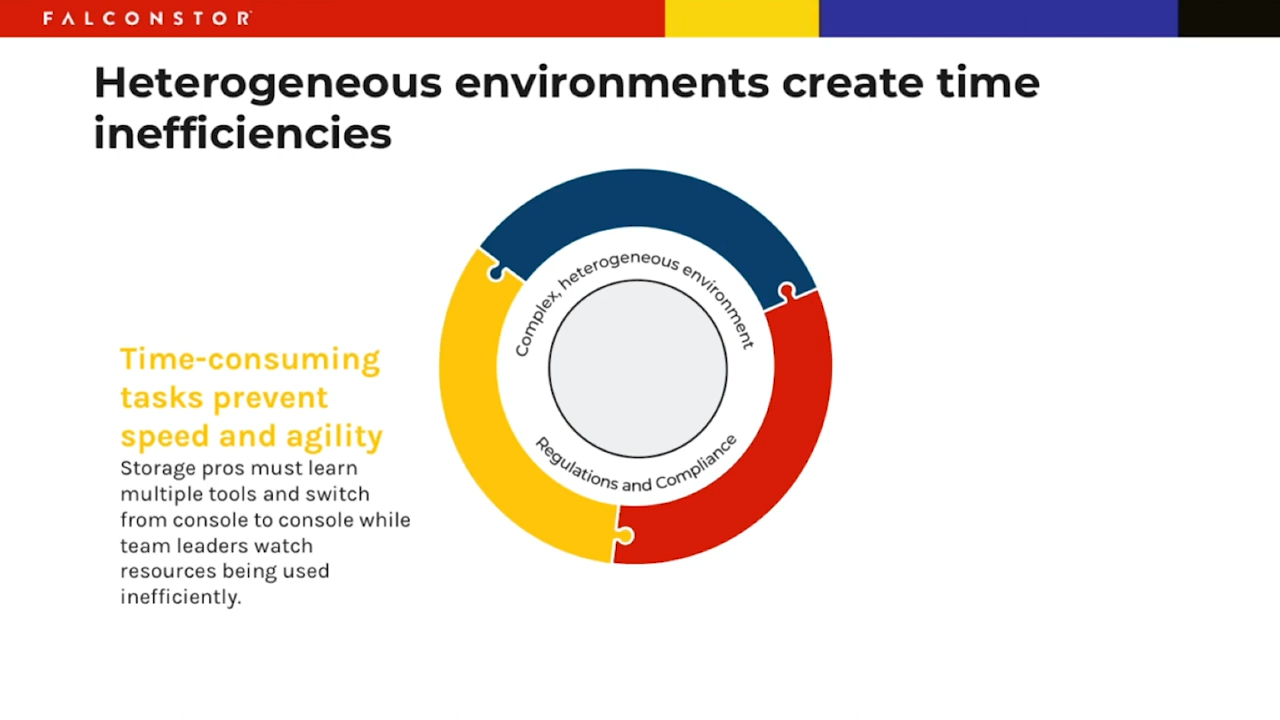 FALCONSTOR
Heterogeneous environments create time
inefficiencies
Complex, heterogeneous environment
Regulations and Compliance
Time-consuming
tasks prevent
speed and agility
Storage pros must learn
multiple tools and switch
from console to console while
team leaders watch
resources being used
inefficiently.